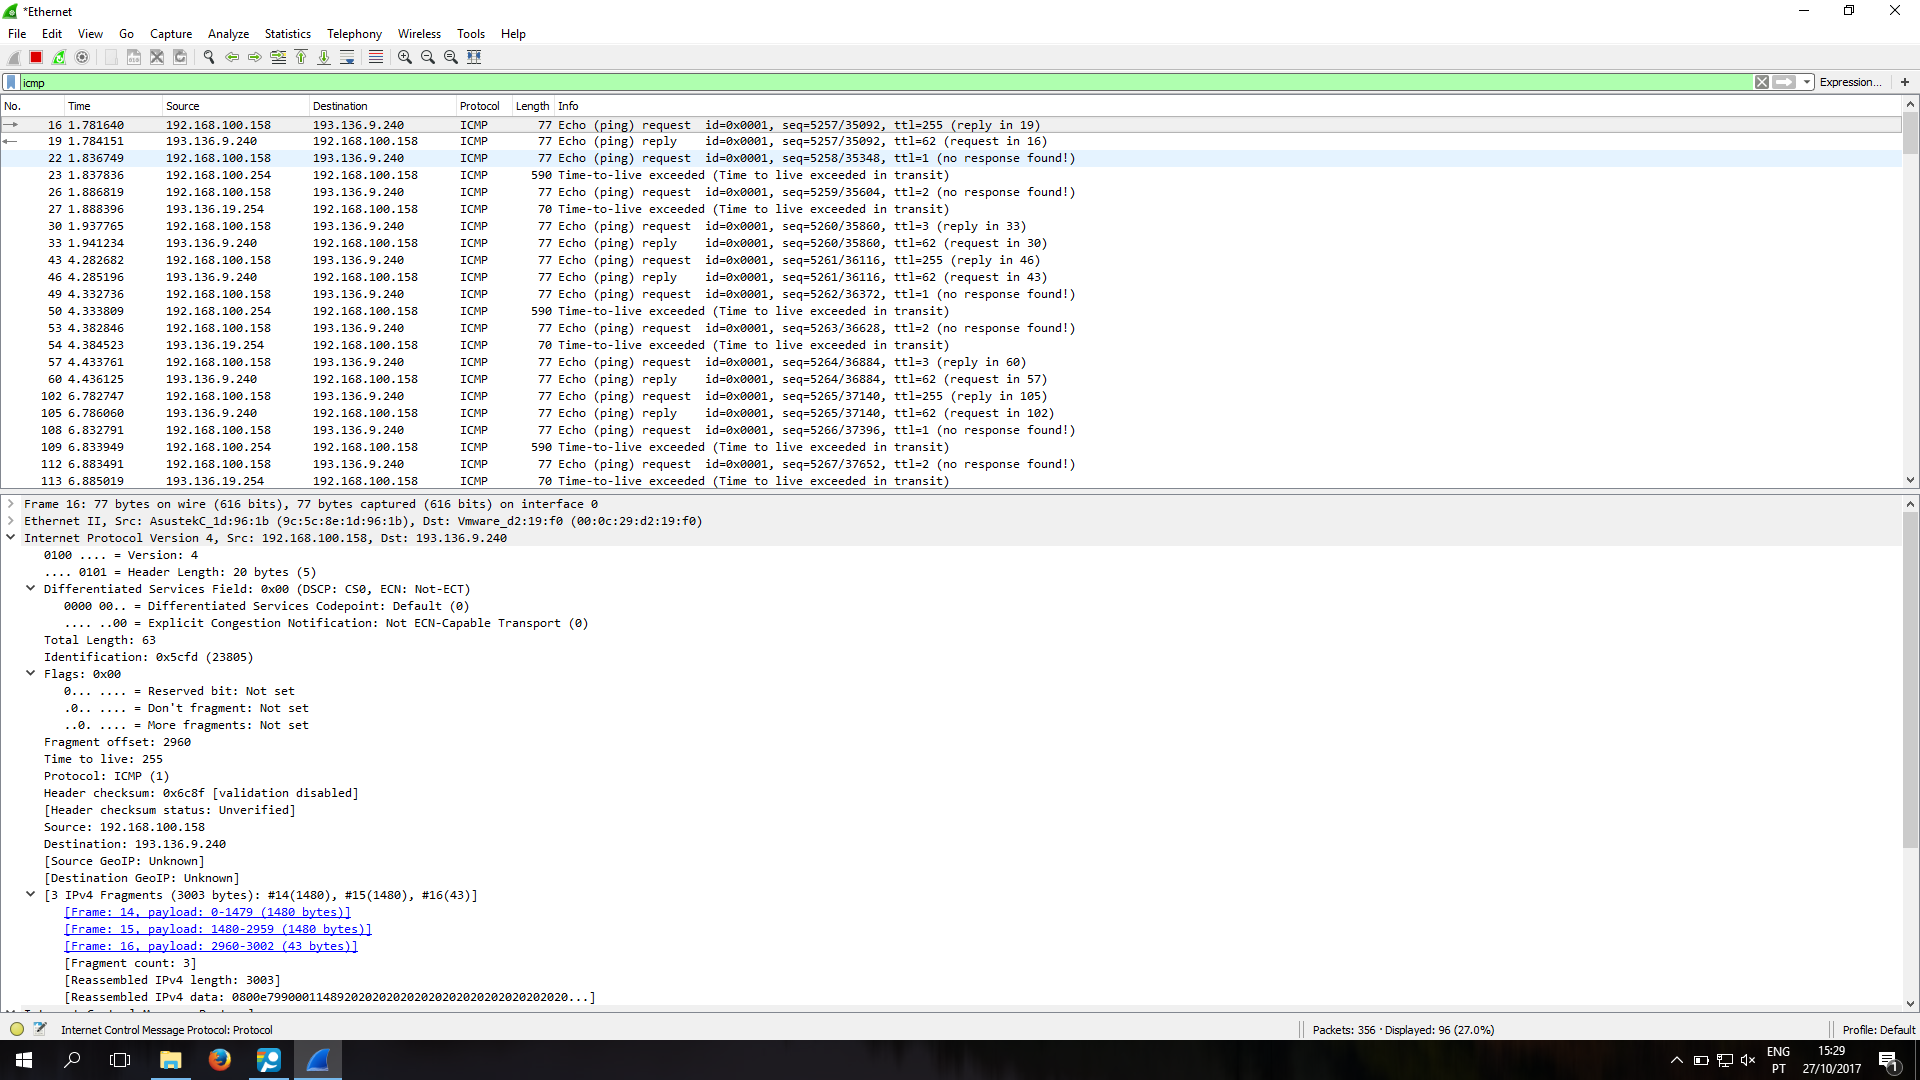 *Ethernet
File Edit View Go Capture Analyze Statistics Telephony Wireless Tools Help
icmp Expression... +
No. Time Source Destination Protocol Length Info
16 1.781640 192.168.100.158 193.136.9.240 ICMP 77 Echo (ping) request id=0x0001, seq=5257/35092, ttl=255 (reply in 19)
19 1.784151 193.136.9.240 192.168.100.158 ICMP 77 Echo (ping) reply id=0x0001, seq=5257/35092, ttl=62 (request in 16)
22 1.836749 192.168.100.158 193.136.9.240 ICMP 77 Echo (ping) request id=0x0001, seq=5258/35348, ttl=1 (no response found!)
23 1.837836 192.168.100.254 192.168.100.158 ICMP 590 Time-to-live exceeded (Time to live exceeded in transit)
26 1.886819 192.168.100.158 193.136.9.240 ICMP 77 Echo (ping) request id=0x0001, seq=5259/35604, ttl=2 (no response found!)
27 1.888396 193.136.19.254 192.168.100.158 ICMP 70 Time-to-live exceeded (Time to live exceeded in transit)
30 1.937765 192.168.100.158 193.136.9.240 ICMP 77 Echo (ping) request id=0x0001, seq=5260/35860, ttl=3 (reply in 33)
33 1.941234 193.136.9.240 192.168.100.158 ICMP 77 Echo (ping) reply id=0x0001, seq=5260/35860, ttl=62 (request in 30)
43 4.282682 192.168.100.158 193.136.9.240 ICMP 77 Echo (ping) request id=0x0001, seq=5261/36116, ttl=255 (reply in 46)
46 4.285196 193.136.9.240 192.168.100.158 ICMP 77 Echo (ping) reply id=0x0001, seq=5261/36116, ttl=62 (request in 43)
49 4.332736 192.168.100.158 193.136.9.240 ICMP 77 Echo (ping) request id=0x0001, seq=5262/36372, ttl=1 (no response found!)
50 4.333809 192.168.100.254 192.168.100.158 ICMP 590 Time-to-live exceeded (Time to live exceeded in transit)
53 4.382846 192.168.100.158 193.136.9.240 ICMP 77 Echo (ping) request id=0x0001, seq=5263/36628, ttl=2 (no response found!)
54 4.384523 193.136.19.254 192.168.100.158 ICMP 70 Time-to-live exceeded (Time to live exceeded in transit)
57 4.433761 192.168.100.158 193.136.9.240 ICMP 77 Echo (ping) request id=0x0001, seq=5264/36884, ttl=3 (reply in 60)
60 4.436125 193.136.9.240 192.168.100.158 ICMP 77 Echo (ping) reply id=0x0001, seq=5264/36884, ttl=62 (request in 57)
102 6.782747 192.168.100.158 193.136.9.240 ICMP 77 Echo (ping) request id=0x0001, seq=5265/37140, ttl=255 (reply in 105)
105 6.786060 193.136.9.240 192.168.100.158 ICMP 77 Echo (ping) reply id=0x0001, seq=5265/37140, ttl=62 (request in 102)
108 6.832791 192.168.100.158 193.136.9.240 ICMP 77 Echo (ping) request id=0x0001, seq=5266/37396, ttl=1 (no response found!)
109 6.833949 192.168.100.254 192.168.100.158 ICMP 590 Time-to-live exceeded (Time to live exceeded in transit)
112 6.883491 192.168.100.158 193.136.9.240 ICMP 77 Echo (ping) request id=0x0001, seq=5267/37652, ttl=2 (no response found!)
113 6.885019 193.136.19.254 192.168.100.158 ICMP 70 Time-to-live exceeded (Time to live exceeded in transit)
Frame 16: 77 bytes on wire (616 bits), 77 bytes captured (616 bits) on interface 0
Ethernet II, Src: AsustekC_1d:96:1b (9c:5c:8e:1d:96:1b), Dst: Vmware_d2:19:f0 (00:0c:29:d2:19:f0)
Internet Protocol Version 4, Src: 192.168.100.158, Dst: 193.136.9.240
0100 .... = Version: 4
.... 0101 = Header Length: 20 bytes (5)
Differentiated Services Field: 0x00 (DSCP: CS0, ECN: Not-ECT)
0000 00.. = Differentiated Services Codepoint: Default (0)
.... ..00 = Explicit Congestion Notification: Not ECN-Capable Transport (0)
Total Length: 63
Identification: 0x5cfd (23805)
Flags: 0x00
0... .... = Reserved bit: Not set
.0.. .... = Don't fragment: Not set
..0. .... = More fragments: Not set
Fragment offset: 2960
Time to live: 255
Protocol: ICMP (1)
Header checksum: 0x6c8f [validation disabled]
[Header checksum status: Unverified]
Source: 192.168.100.158
Destination: 193.136.9.240
[Source GeoIP: Unknown]
[Destination GeoIP: Unknown]
[3 IPv4 Fragments (3003 bytes): #14(1480), #15(1480), #16(43)]
[Frame: 14, payload: 0-1479 (1480 bytes)]
[Frame: 15, payload: 1480-2959 (1480 bytes)]
[Frame: 16, payload: 2960-3002 (43 bytes)]
[Fragment count: 3]
[Reassembled IPv4 length: 3003]
[Reassembled IPv4 data: 0800e79900011489202020202020202020202020202020...]
Internet Control Message Protocol: Protocol Packets: 356 · Displayed: 96 (27.0%) Profile: Default
ENG 15:29
PT 27/10/2017 1